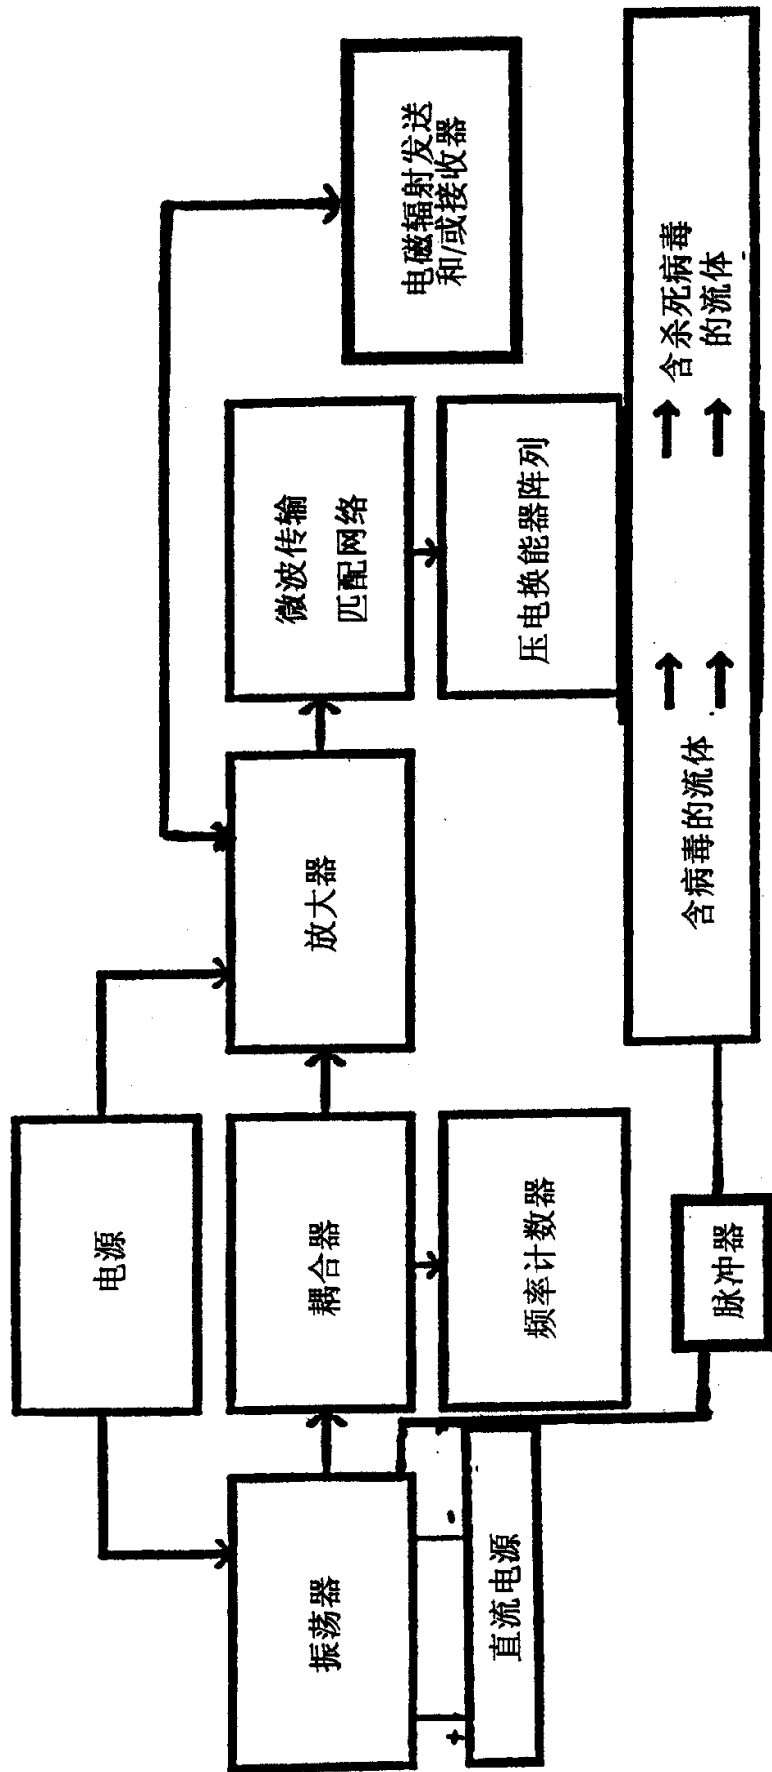 电源
振荡器
耦合器
放大器
微波传输
匹配网络
电磁辐射发送
和/或接收器
+
-
直流电源
频率计数器
压电换能器阵列
脉冲器
含病毒的流体
含杀死病毒
的流体